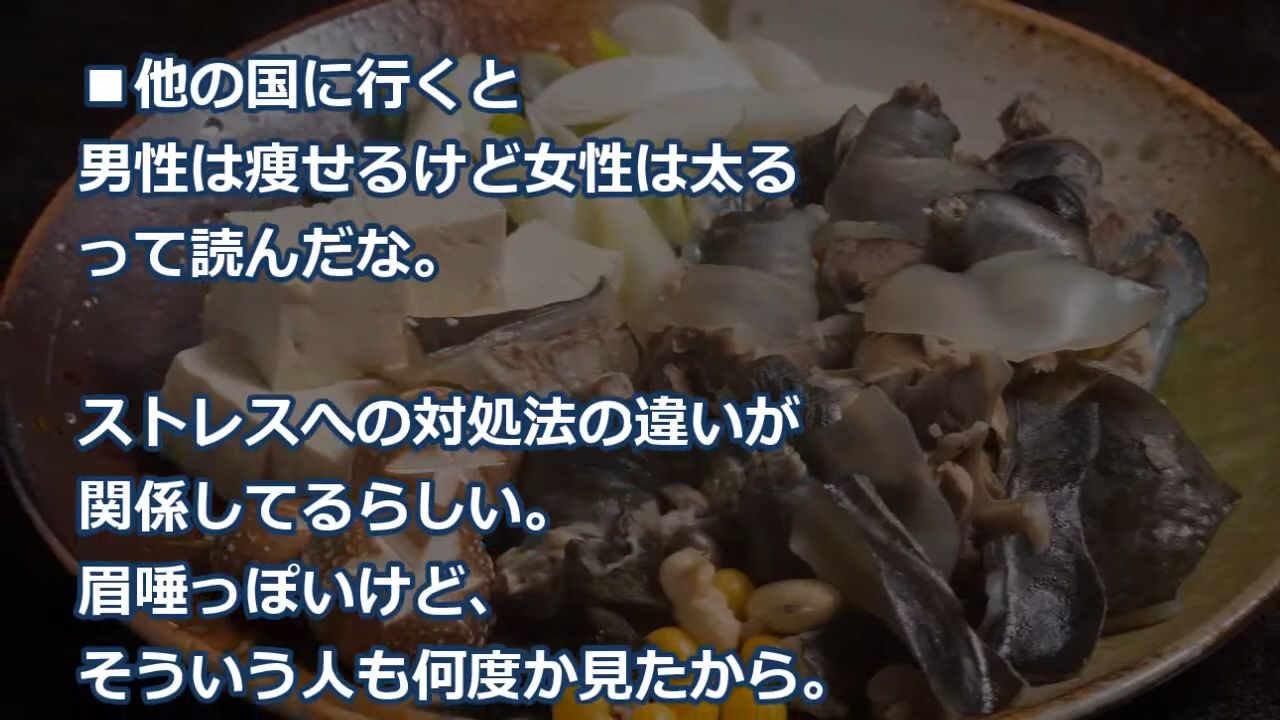 ■他の国に行くと
男性は痩せるけど女性は太る
って読んだな。
ストレスへの対処法の違いが
関係してるらしい。
眉唾っぽいけど、
そういう人も何度か見たから。